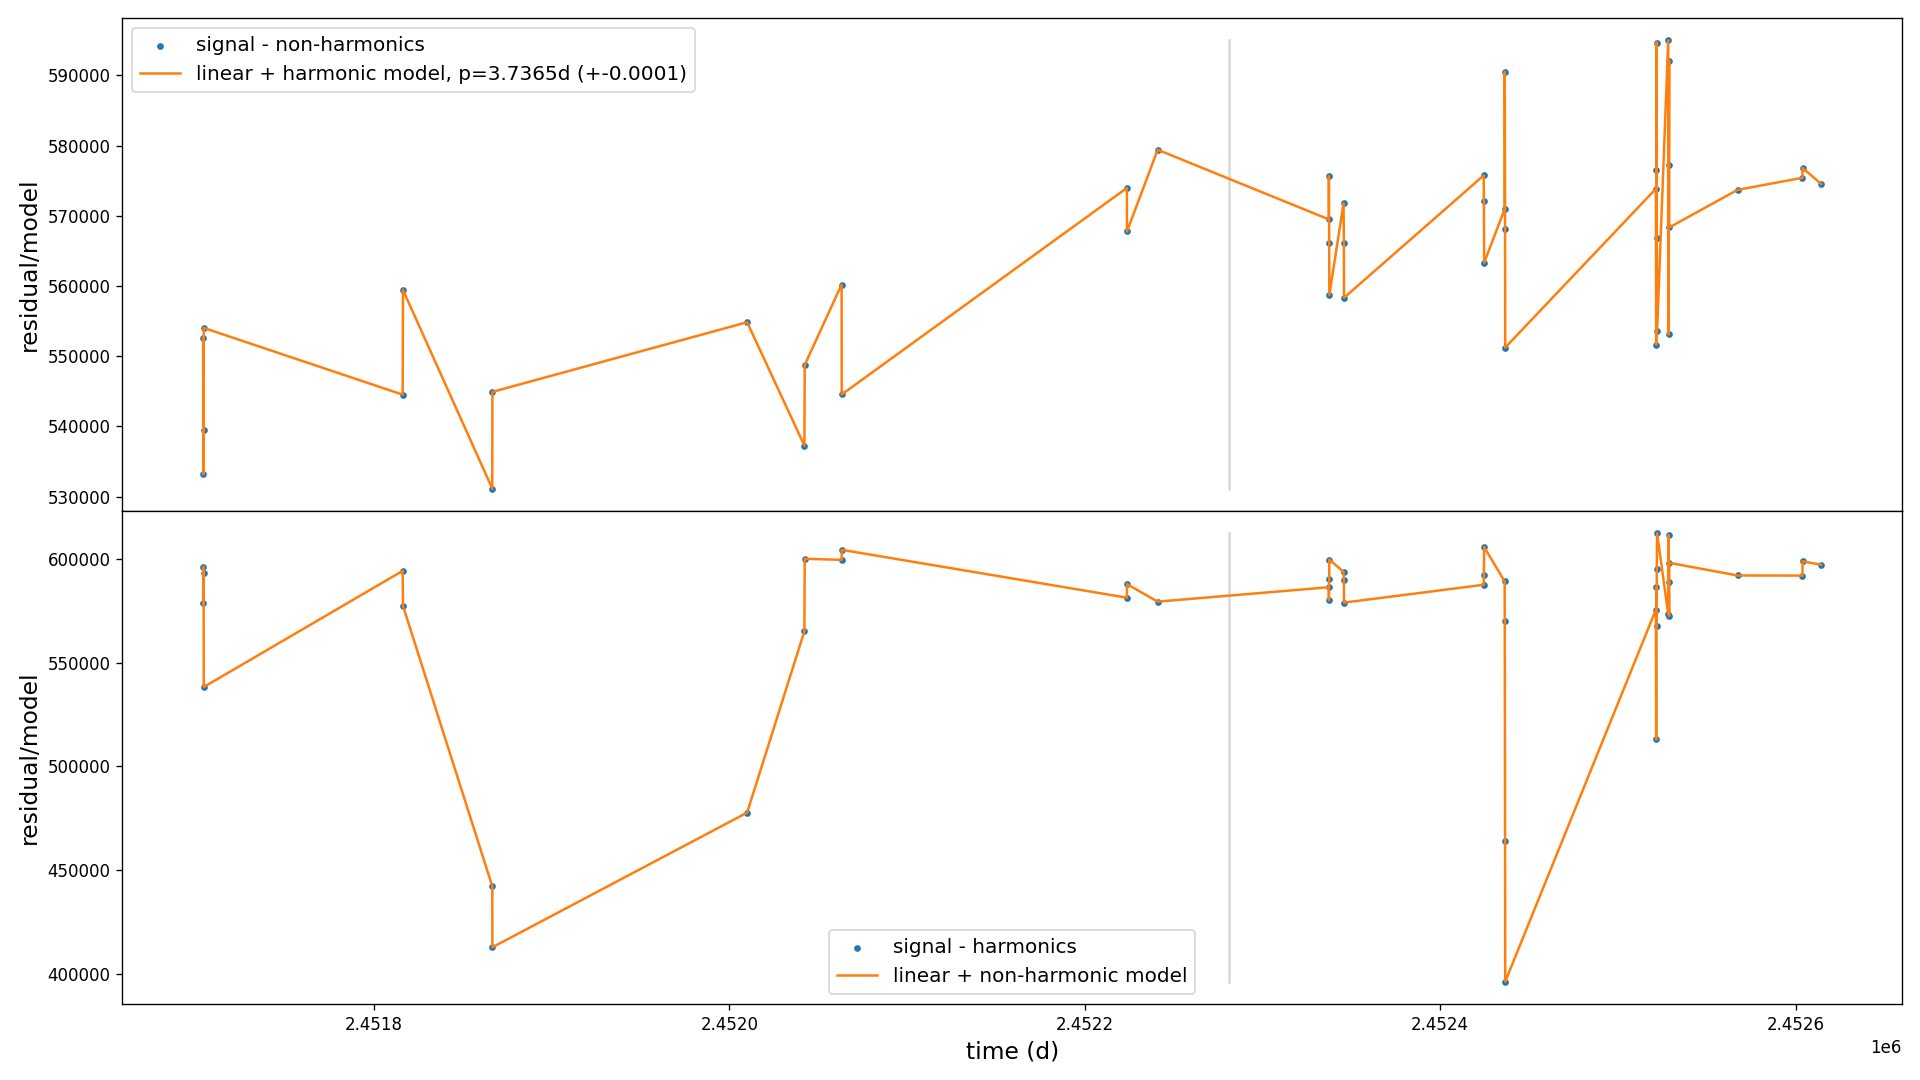 signal - non-harmonics
linear + harmonic model, p=3.7365d (+-0.0001)
590000
580000
570000
560000
550000
540000
530000
residual/model
600000
550000
500000
450000
400000
residual/model
signal - harmonics
linear + non-harmonic model
2.4518 2.4520 2.4522 2.4524 2.4526
1e6
time (d)